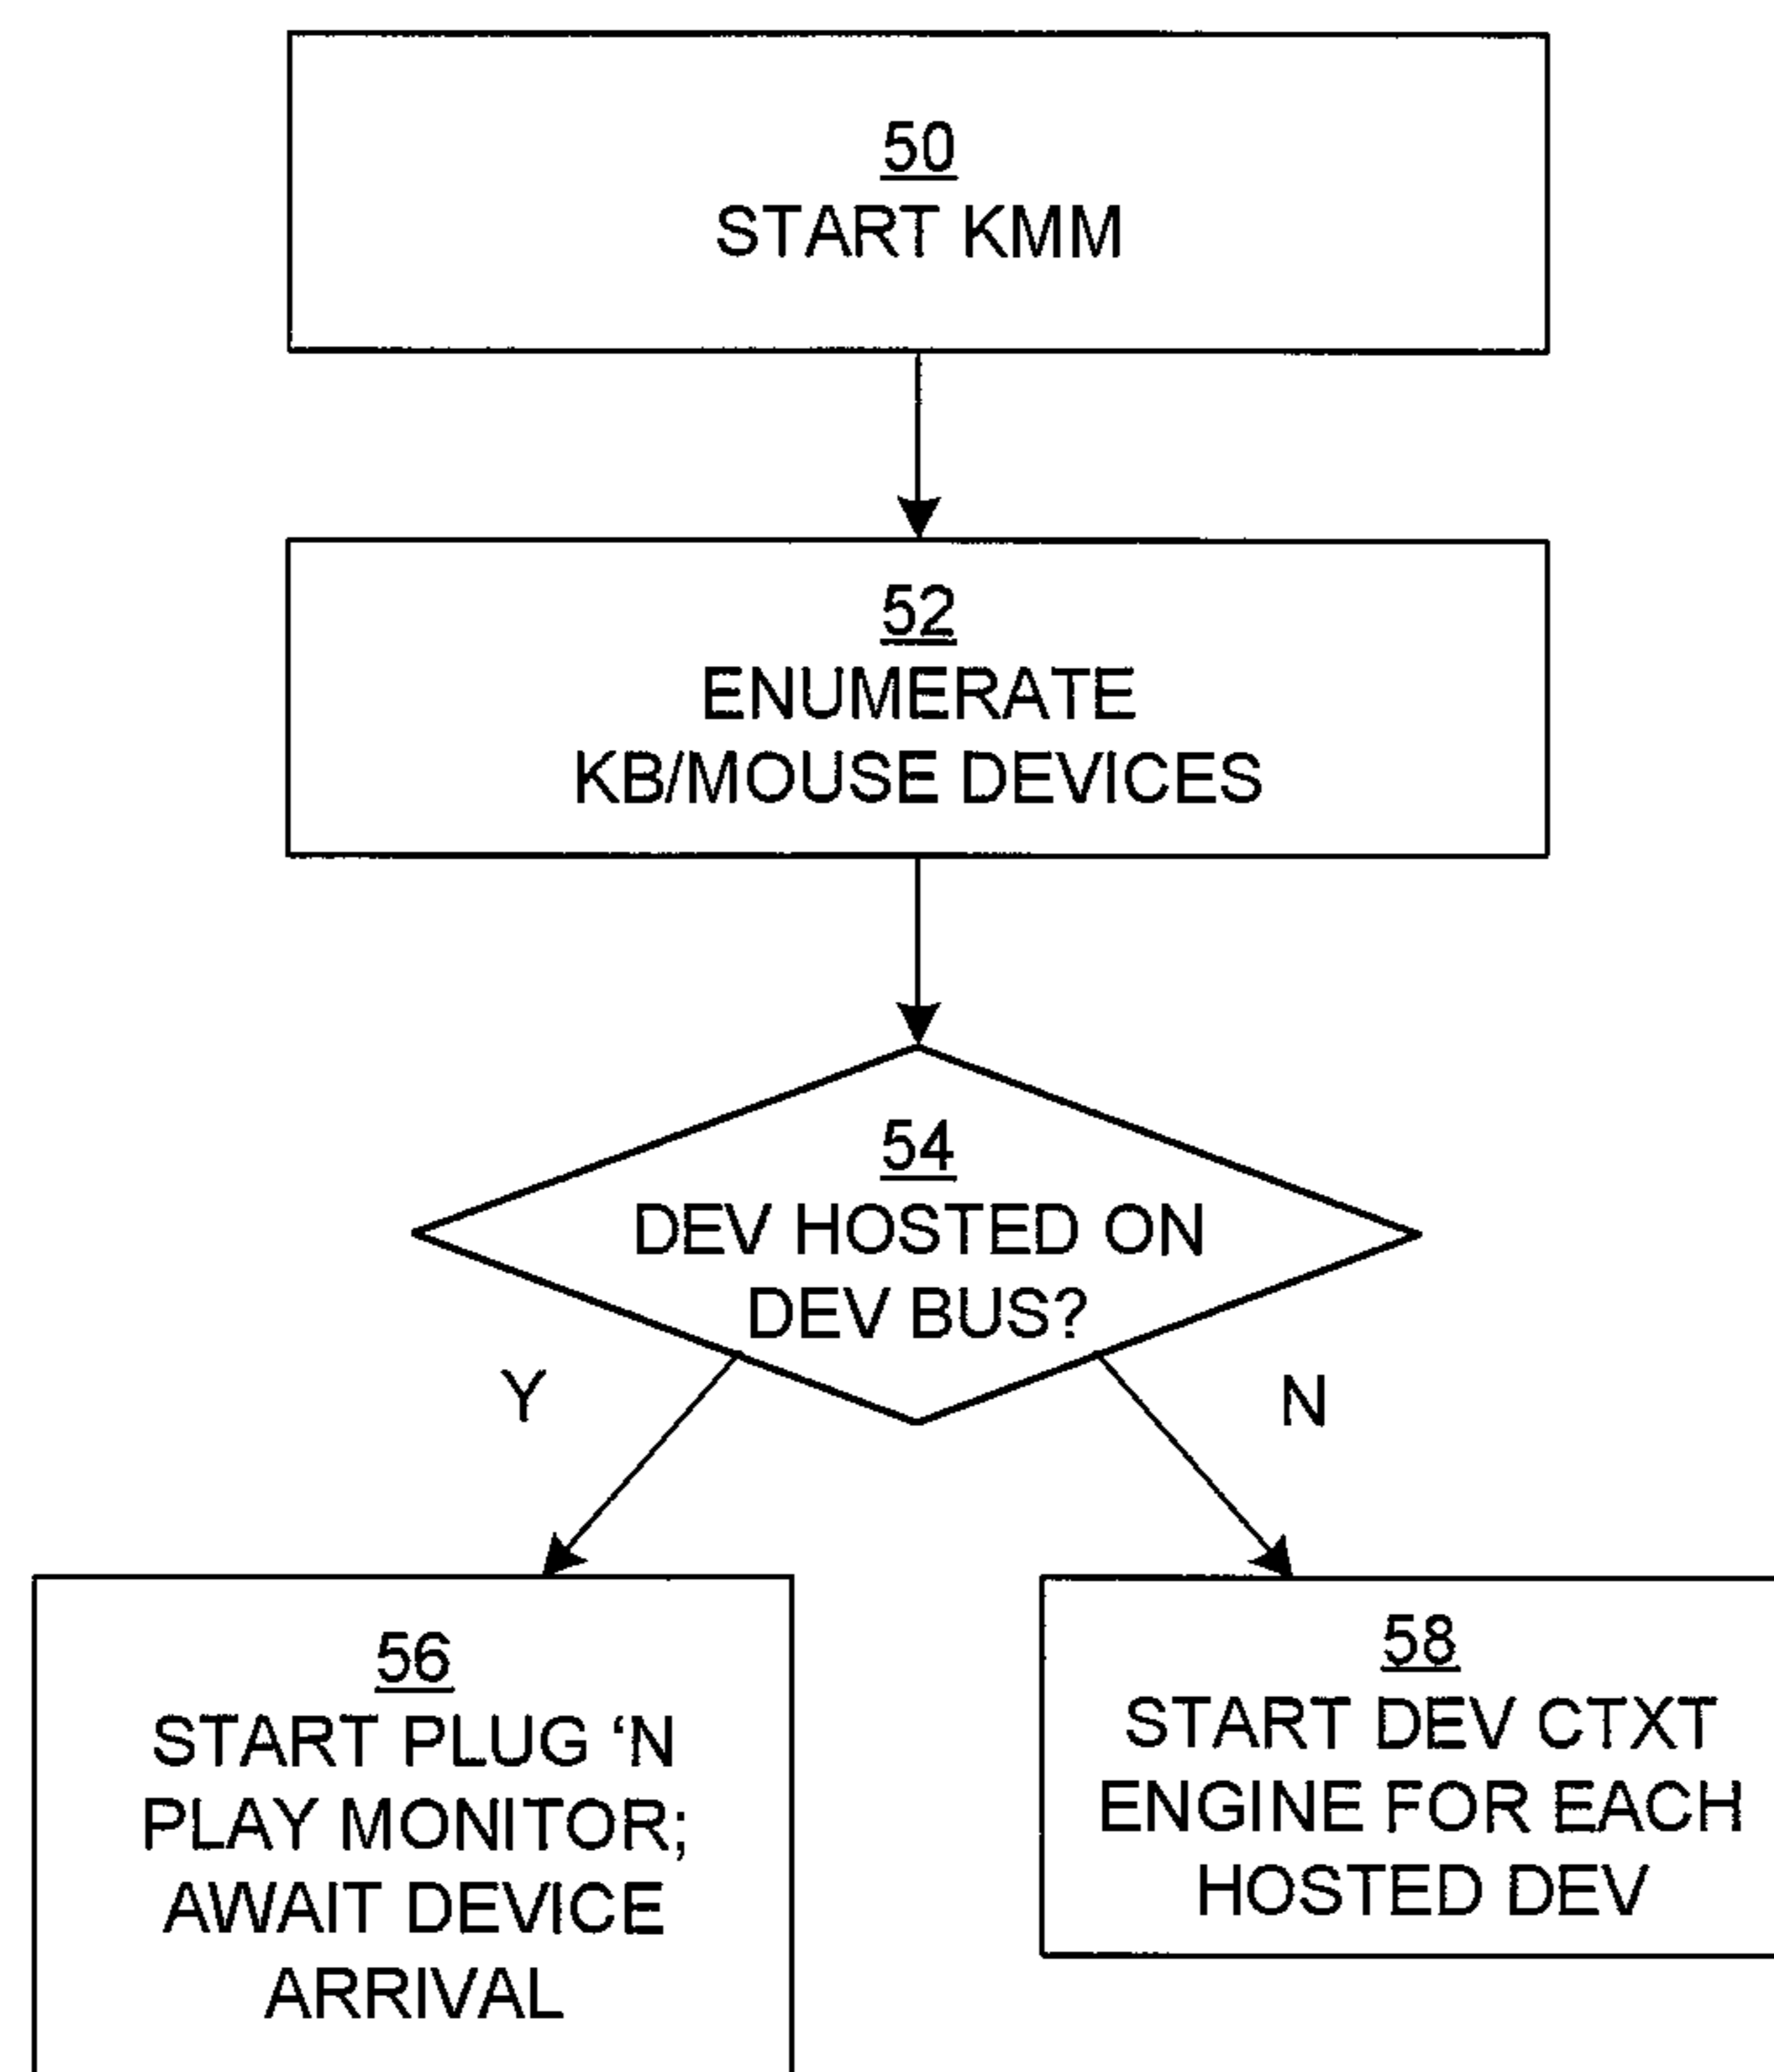 50
START KMM
52
ENUMERATE
KB/MOUSE DEVICES
54
DEV HOSTED ON
DEV BUS?
Y
N
56
START PLUG ‘N
PLAY MONITOR;
AWAIT DEVICE
ARRIVAL
58
START DEV CTXT
ENGINE FOR EACH
HOSTED DEV